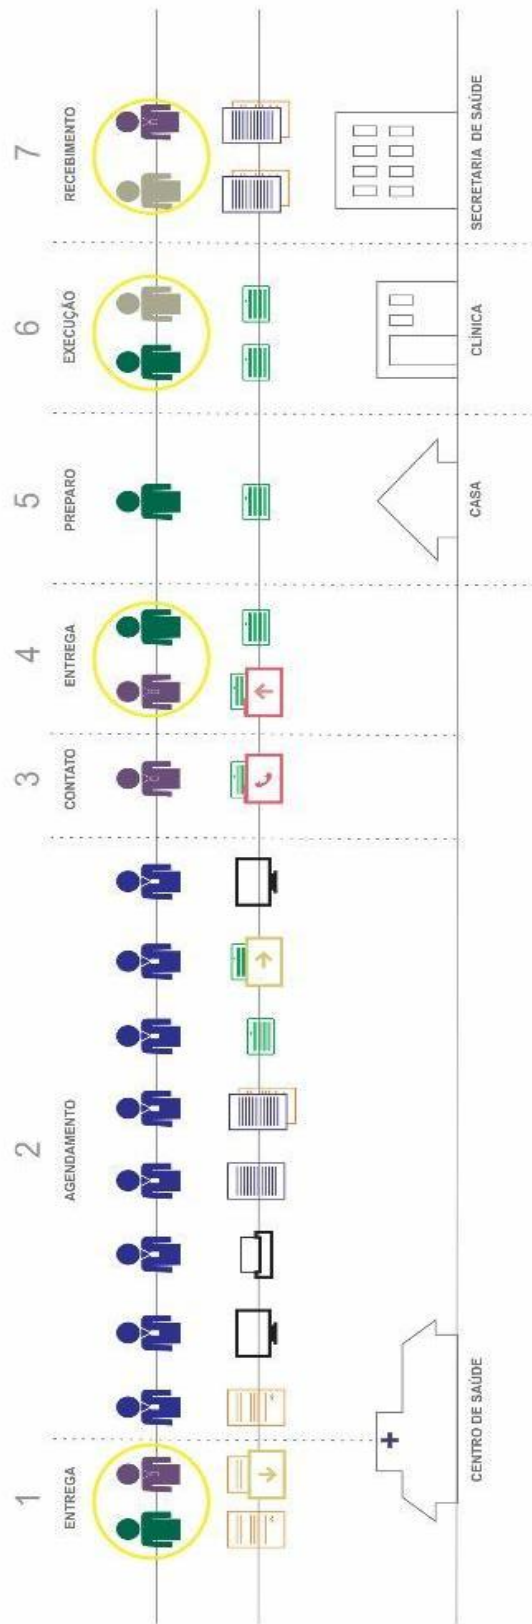 1
ENTREGA
2
AGENDAMENTO
3
CONTATO
4
ENTREGA
5
PREPARO
6
EXECUÇÃO
7
RECEBIMENTO
CENTRO DE SAÚDE
CASA
CLÍNICA
SECRETARIA DE SAÚDE